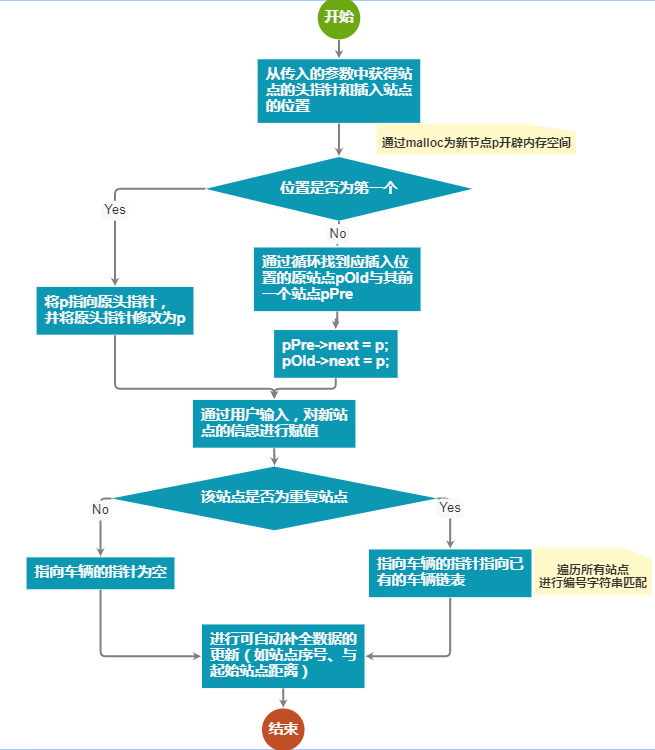 开始
从传入的参数中获得站
点的头指针和插入站点
的位置
通过malloc为新节点p开辟内存空间
位置是否为第一个
Yes
No
通过循环找到应插入位
置的原站点pOld与其前
一个站点pPre
将p指向原头指针，
并将原头指针修改为p
pPre->next = p;
pOld->next = p;
通过用户输入，对新站
点的信息进行赋值
该站点是否为重复站点
No
Yes
指向车辆的指针为空
指向车辆的指针指向已
有的车辆链表
遍历所有站点
进行编号字符串匹配
进行可自动补全数据的
更新（如站点序号、与
起始站点距离）
结束